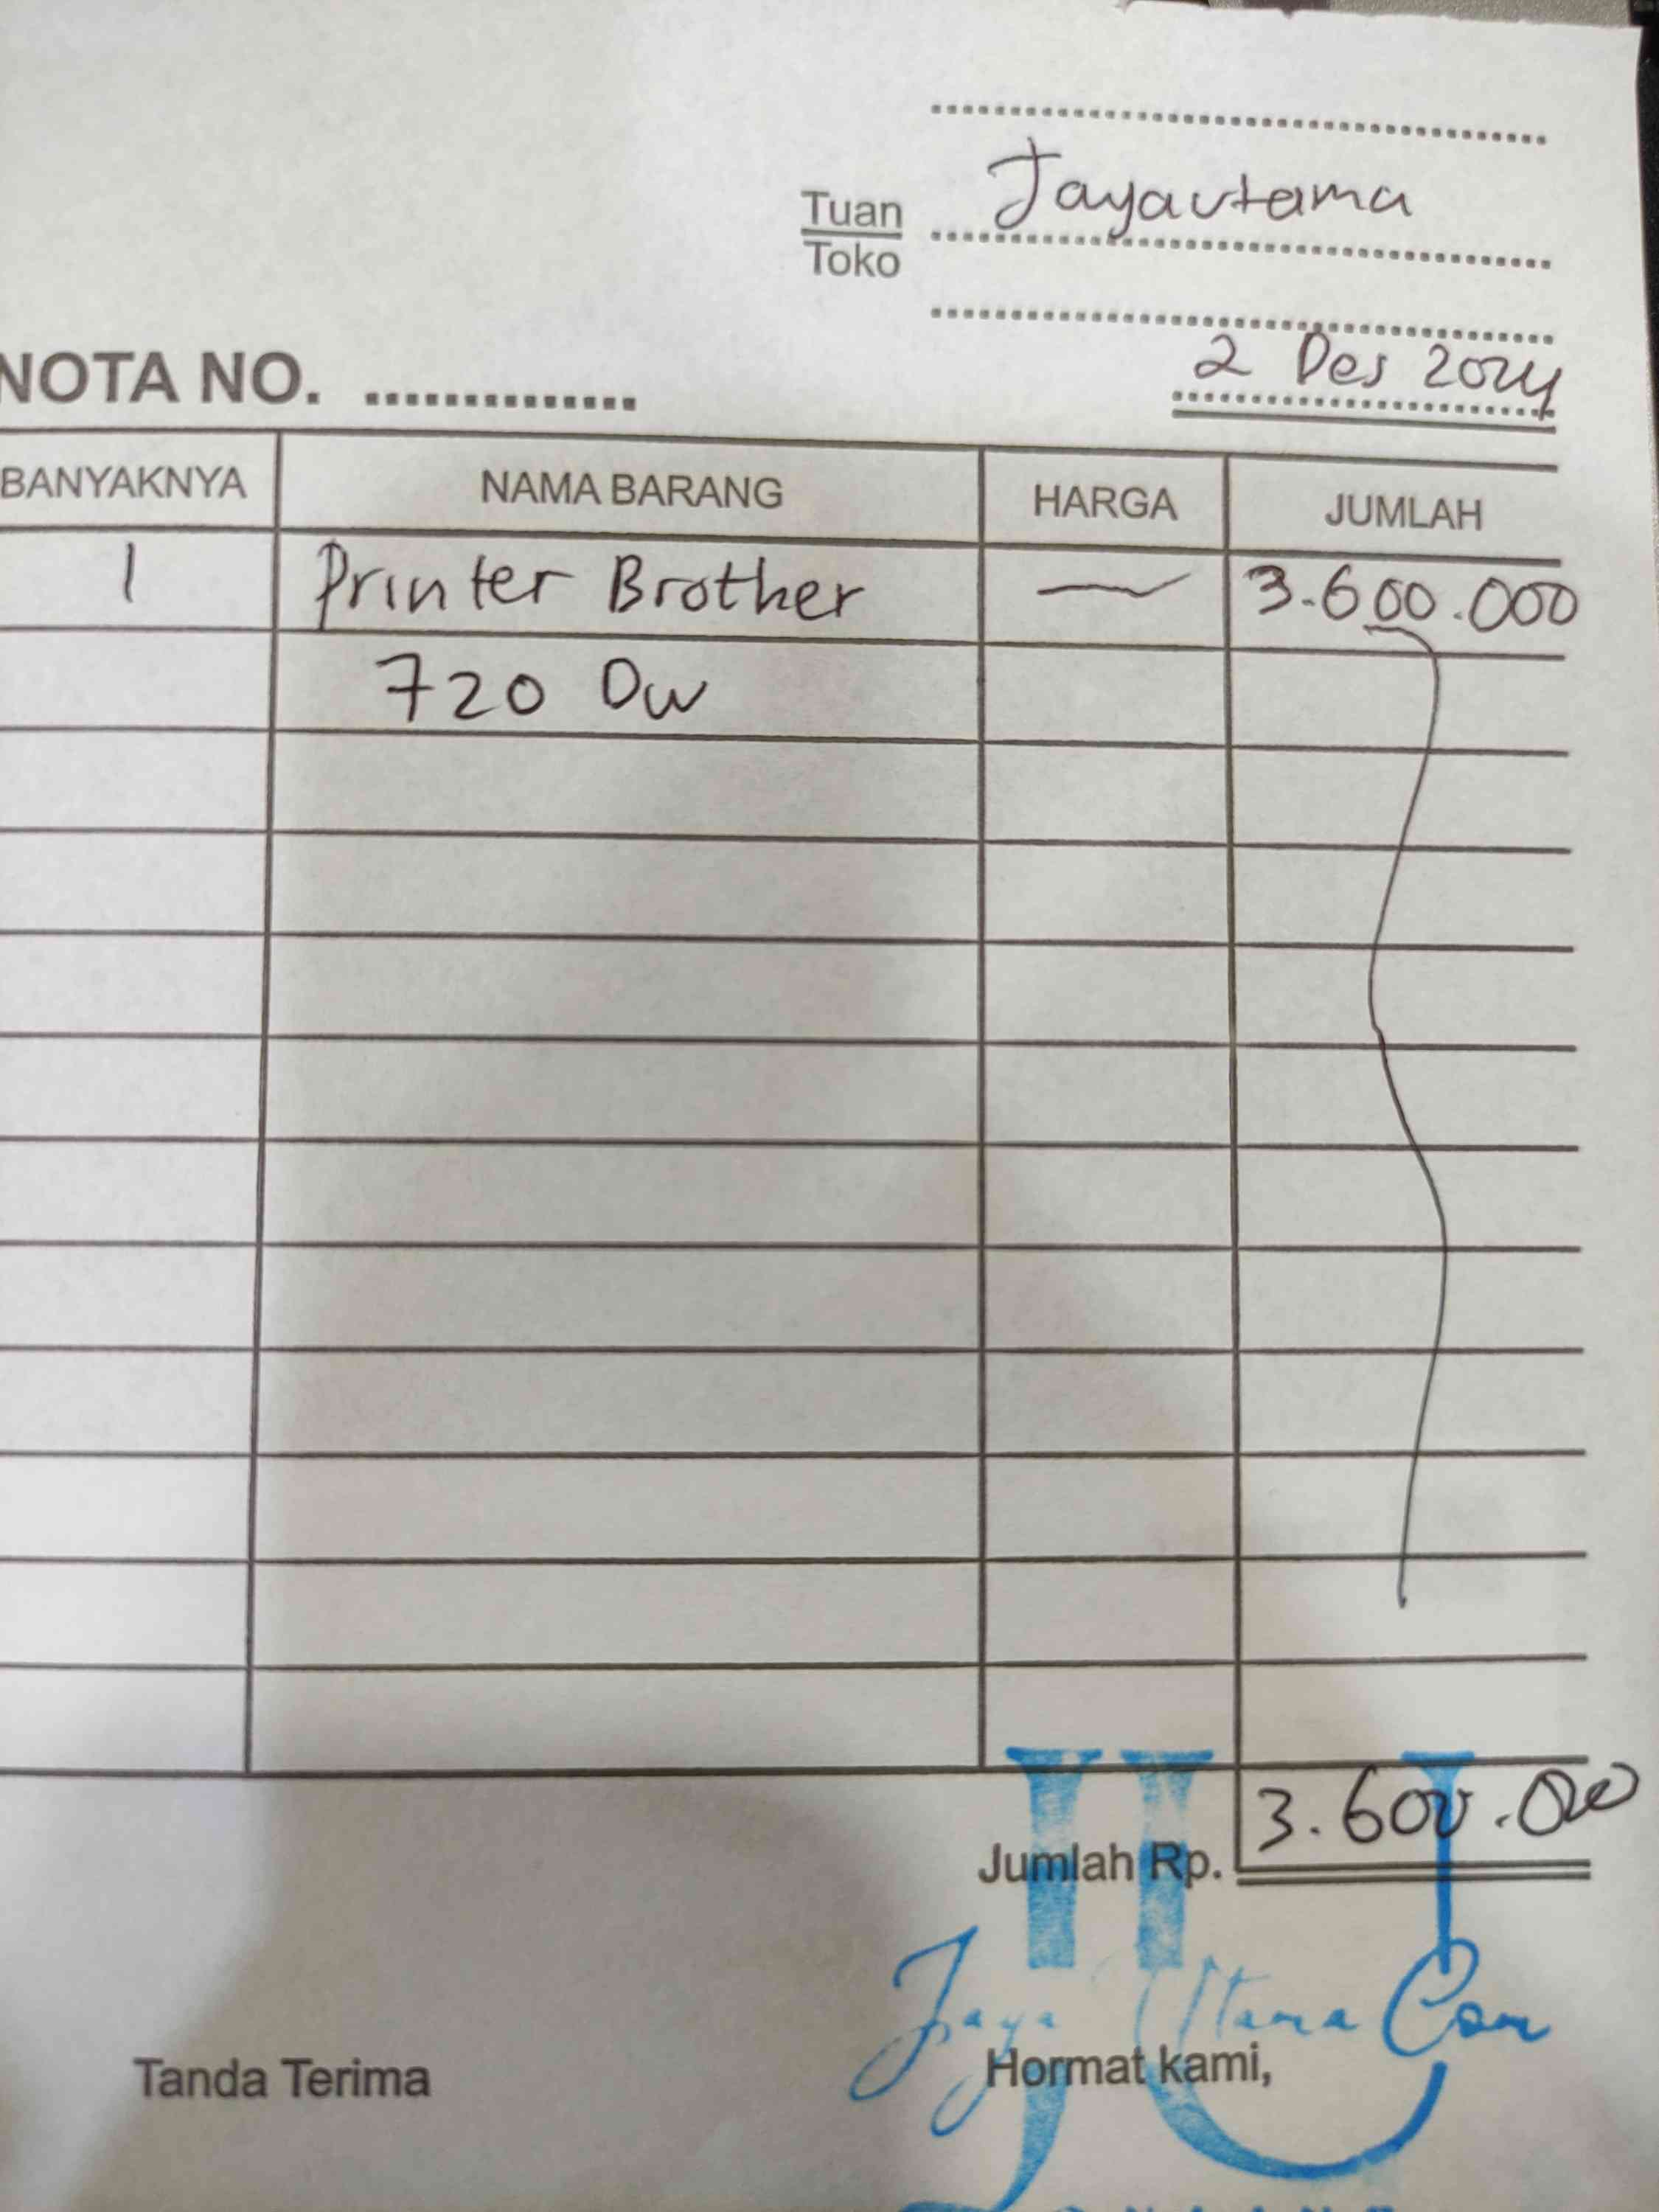 Tuan
Toko
Jayautama
2 Des 2024
NOTA NO. ..............
BANYAKNYA NAMA BARANG HARGA JUMLAH
1 Printer Brother — 3.600.000
720 Dw
Jumlah Rp. 3.600.000
Jaya Utama Com
Tanda Terima Hormat kami,